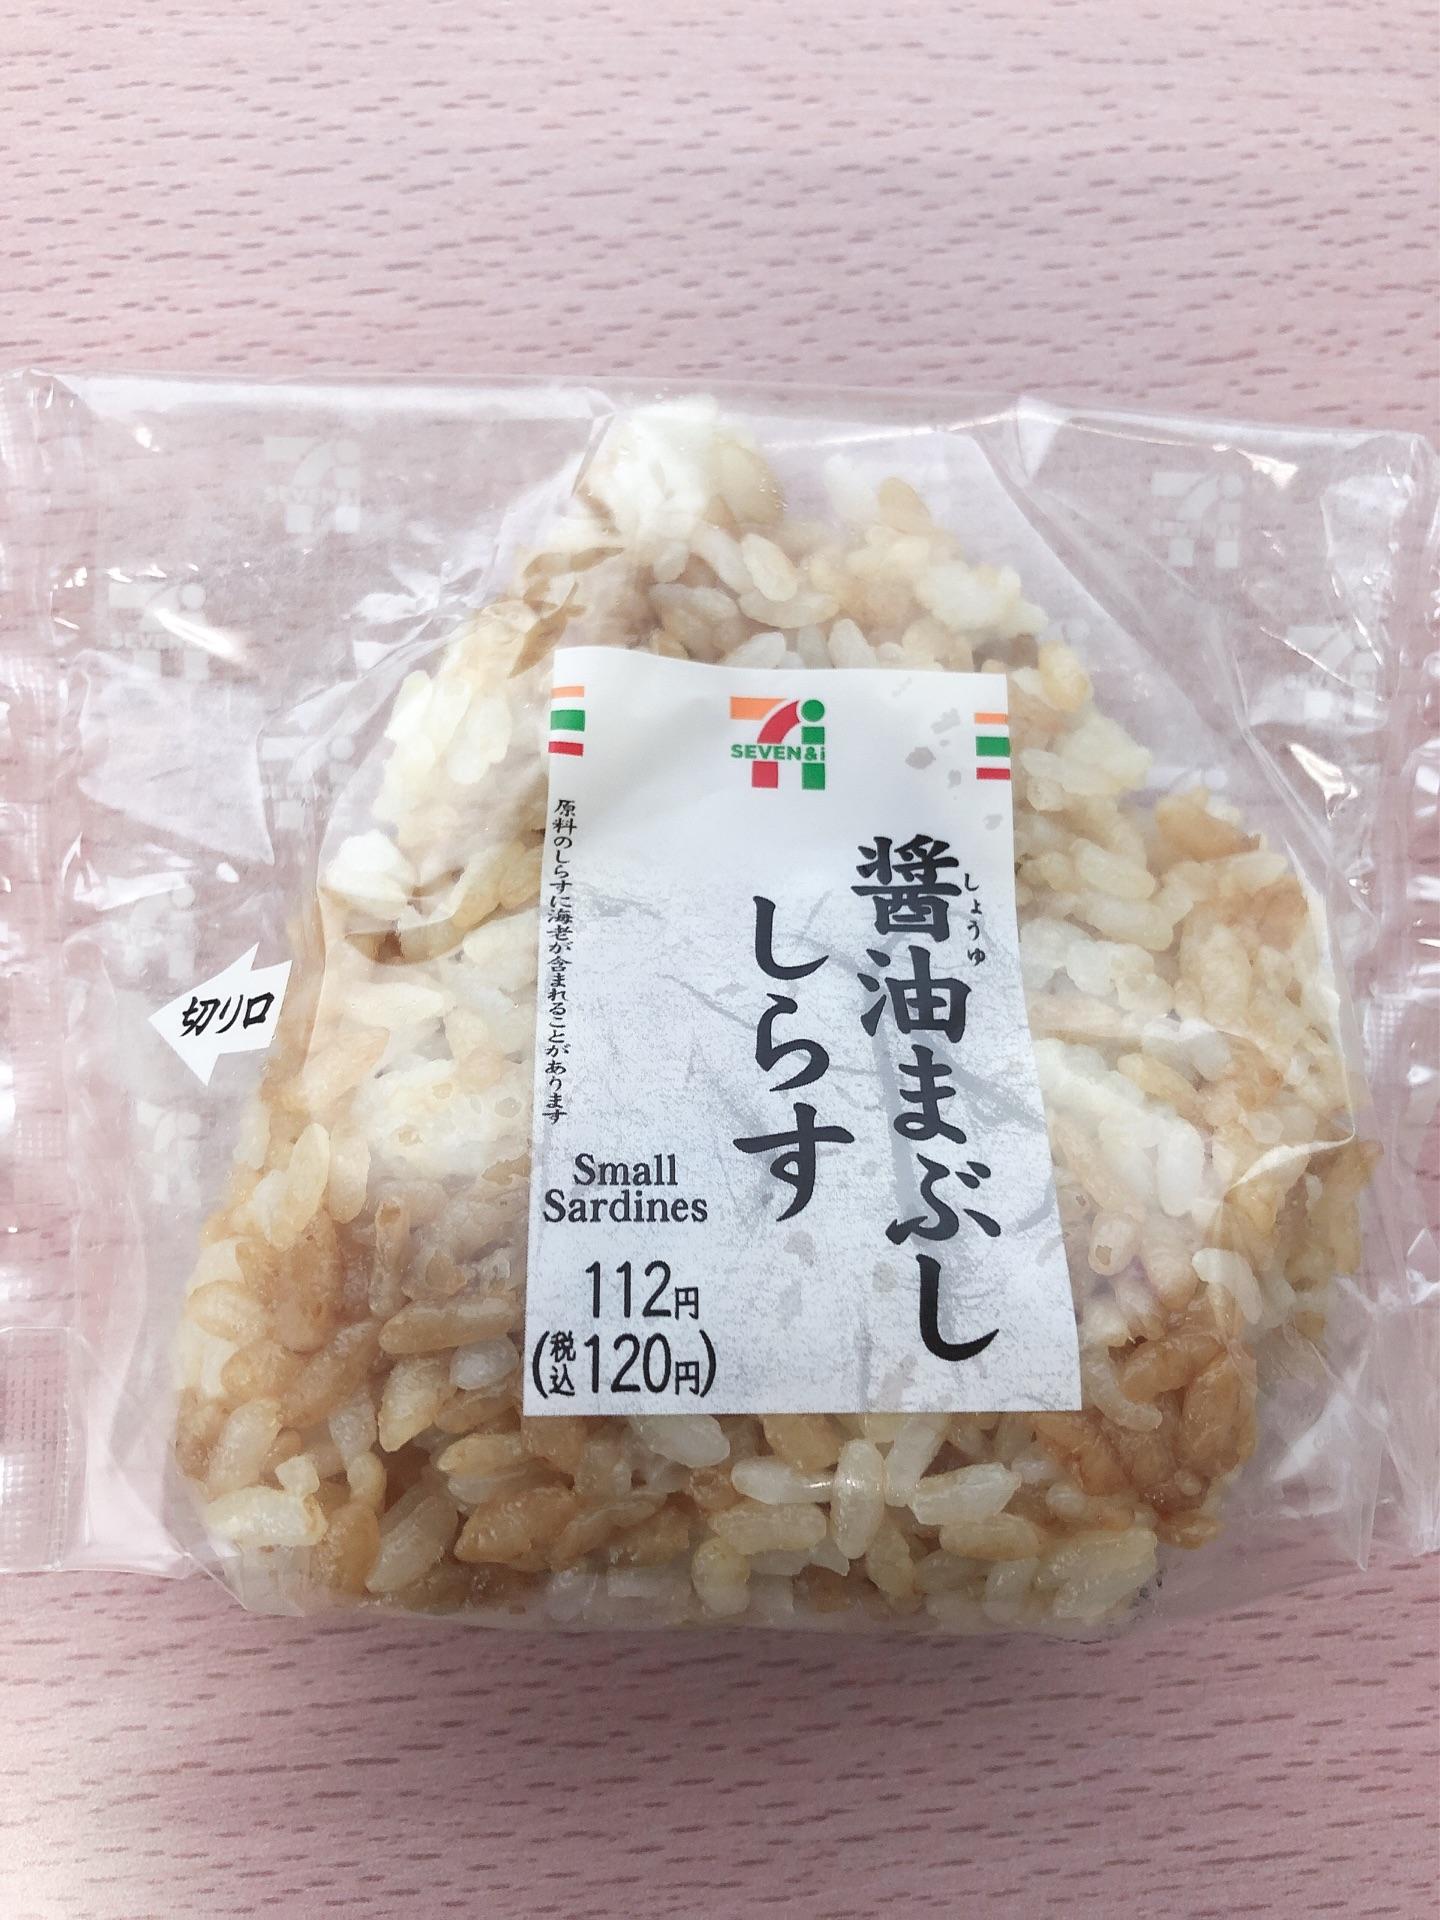 SEVEN&i
醤油まぶし
しょうゆ
しらす
原料のしらすに海老が含まれることがあります
Small
Sardines
112円
(税込120円)
切り口